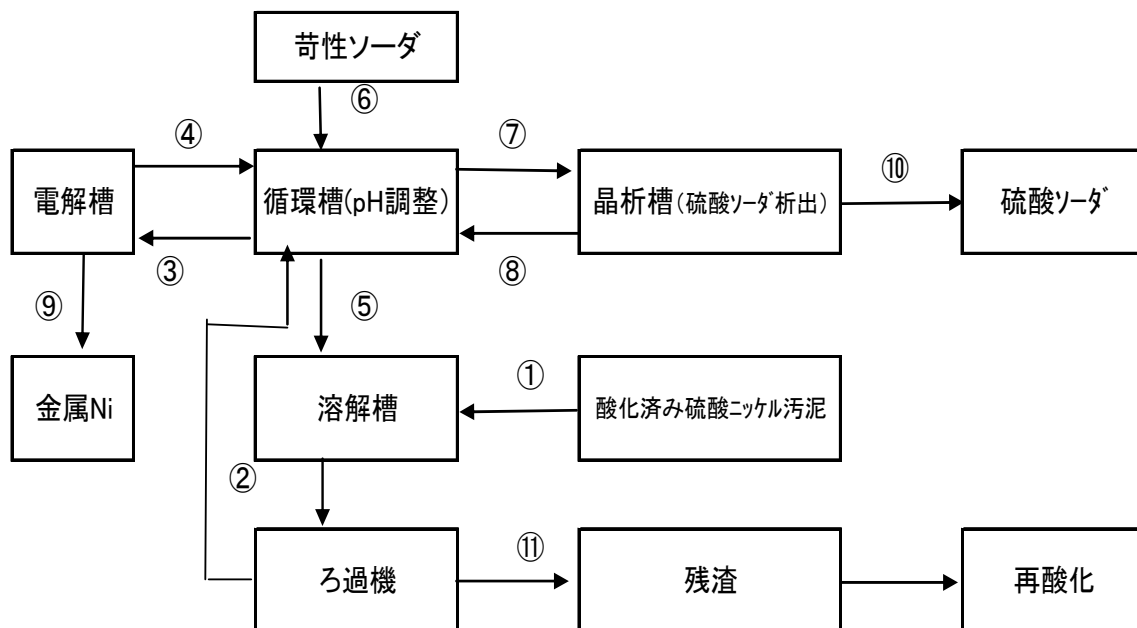 苛性ソーダ
⑥
④
⑦
⑩
電解槽
循環槽(pH調整)
晶析槽(硫酸ソーダ析出)
硫酸ソーダ
③
⑧
⑨
⑤
金属Ni
溶解槽
①
酸化済み硫酸ニッケル汚泥
②
ろ過機
⑪
残渣
再酸化